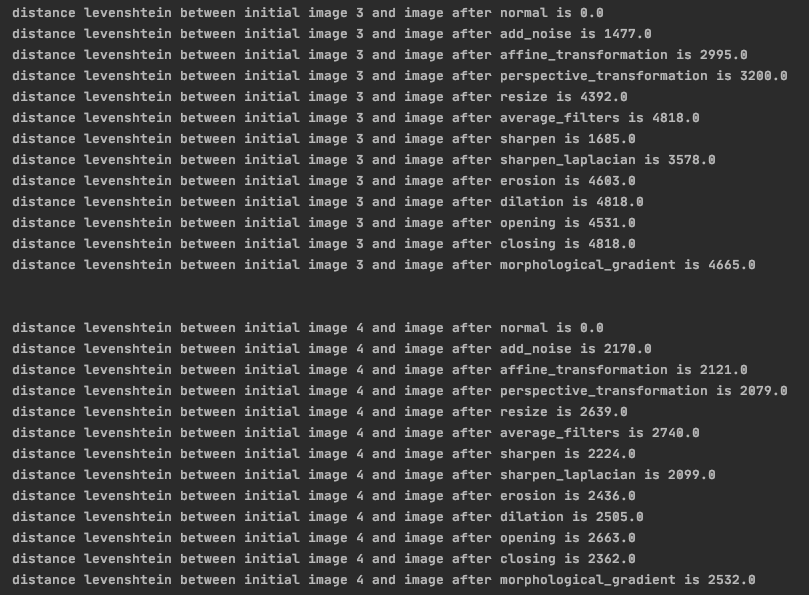 distance levenshtein between initial image 3 and image after normal is 0.0
distance levenshtein between initial image 3 and image after add_noise is 1477.0
distance levenshtein between initial image 3 and image after affine_transformation is 2995.0
distance levenshtein between initial image 3 and image after perspective_transformation is 3200.0
distance levenshtein between initial image 3 and image after resize is 4392.0
distance levenshtein between initial image 3 and image after average_filters is 4818.0
distance levenshtein between initial image 3 and image after sharpen is 1685.0
distance levenshtein between initial image 3 and image after sharpen_laplacian is 3578.0
distance levenshtein between initial image 3 and image after erosion is 4603.0
distance levenshtein between initial image 3 and image after dilation is 4818.0
distance levenshtein between initial image 3 and image after opening is 4531.0
distance levenshtein between initial image 3 and image after closing is 4818.0
distance levenshtein between initial image 3 and image after morphological_gradient is 4665.0
distance levenshtein between initial image 4 and image after normal is 0.0
distance levenshtein between initial image 4 and image after add_noise is 2170.0
distance levenshtein between initial image 4 and image after affine_transformation is 2121.0
distance levenshtein between initial image 4 and image after perspective_transformation is 2079.0
distance levenshtein between initial image 4 and image after resize is 2639.0
distance levenshtein between initial image 4 and image after average_filters is 2740.0
distance levenshtein between initial image 4 and image after sharpen is 2224.0
distance levenshtein between initial image 4 and image after sharpen_laplacian is 2099.0
distance levenshtein between initial image 4 and image after erosion is 2436.0
distance levenshtein between initial image 4 and image after dilation is 2505.0
distance levenshtein between initial image 4 and image after opening is 2663.0
distance levenshtein between initial image 4 and image after closing is 2362.0
distance levenshtein between initial image 4 and image after morphological_gradient is 2532.0